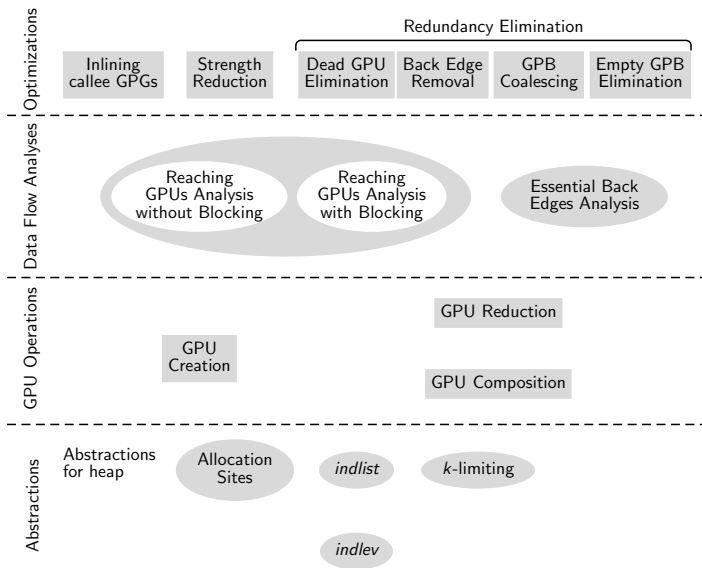 Optimizations
Redundancy Elimination
Inlining
callee GPGs
Strength
Reduction
Dead GPU
Elimination
Back Edge
Removal
GPB
Coalescing
Empty GPB
Elimination
Data Flow Analyses
Reaching
GPUs Analysis
without Blocking
Reaching
GPUs Analysis
with Blocking
Essential Back
Edges Analysis
GPU Operations
GPU Reduction
GPU
Creation
GPU Composition
Abstractions
Abstractions
for heap
Allocation
Sites
indlist
k-limiting
indlev